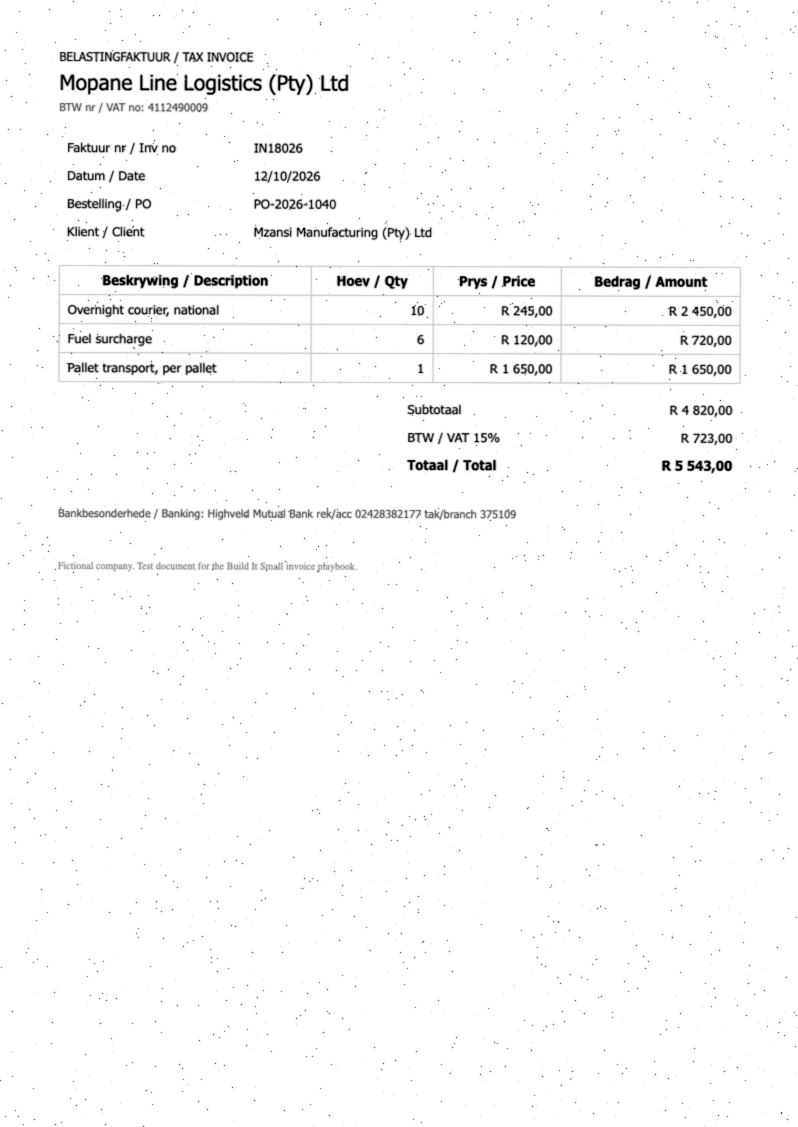 BELASTINGFAKTUUR / TAX INVOICE
Mopane Line Logistics (Pty) Ltd
BTW nr / VAT no: 4112490009
Faktuur nr / Inv no IN18026
Datum / Date 12/10/2026
Bestelling / PO PO-2026-1040
Klient / Client Mzansi Manufacturing (Pty) Ltd
Beskrywing / Description Hoev / Qty Prys / Price Bedrag / Amount
Overnight courier, national 10 R 245,00 R 2 450,00
Fuel surcharge 6 R 120,00 R 720,00
Pallet transport, per pallet 1 R 1 650,00 R 1 650,00
Subtotaal R 4 820,00
BTW / VAT 15% R 723,00
Totaal / Total R 5 543,00
Bankbesonderhede / Banking: Highveld Mutual Bank rek/acc 02428382177 tak/branch 375109
Fictional company. Test document for the Build It Small invoice playbook.